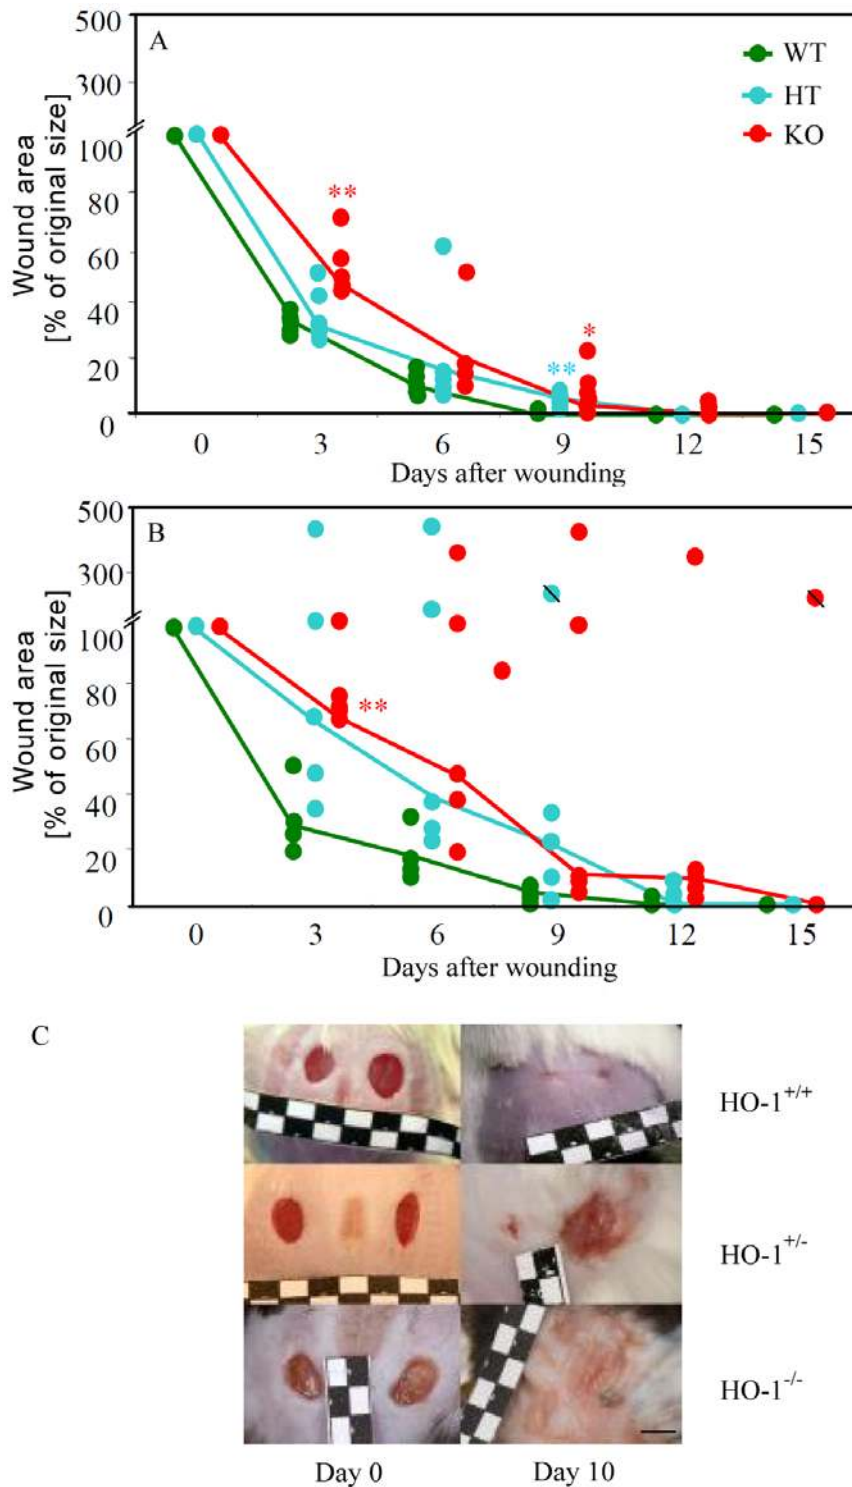 500
A
WT
300
HT
KO
100
80
**
60
40
*
20
**
0
0 3 6 9 12 15
Days after wounding
Wound area
[% of original size]
500
B
300
100
80
**
60
40
20
0
0 3 6 9 12 15
Days after wounding
Wound area
[% of original size]
C
HO-1+/+
HO-1+/-
HO-1-/-
Day 0 Day 10